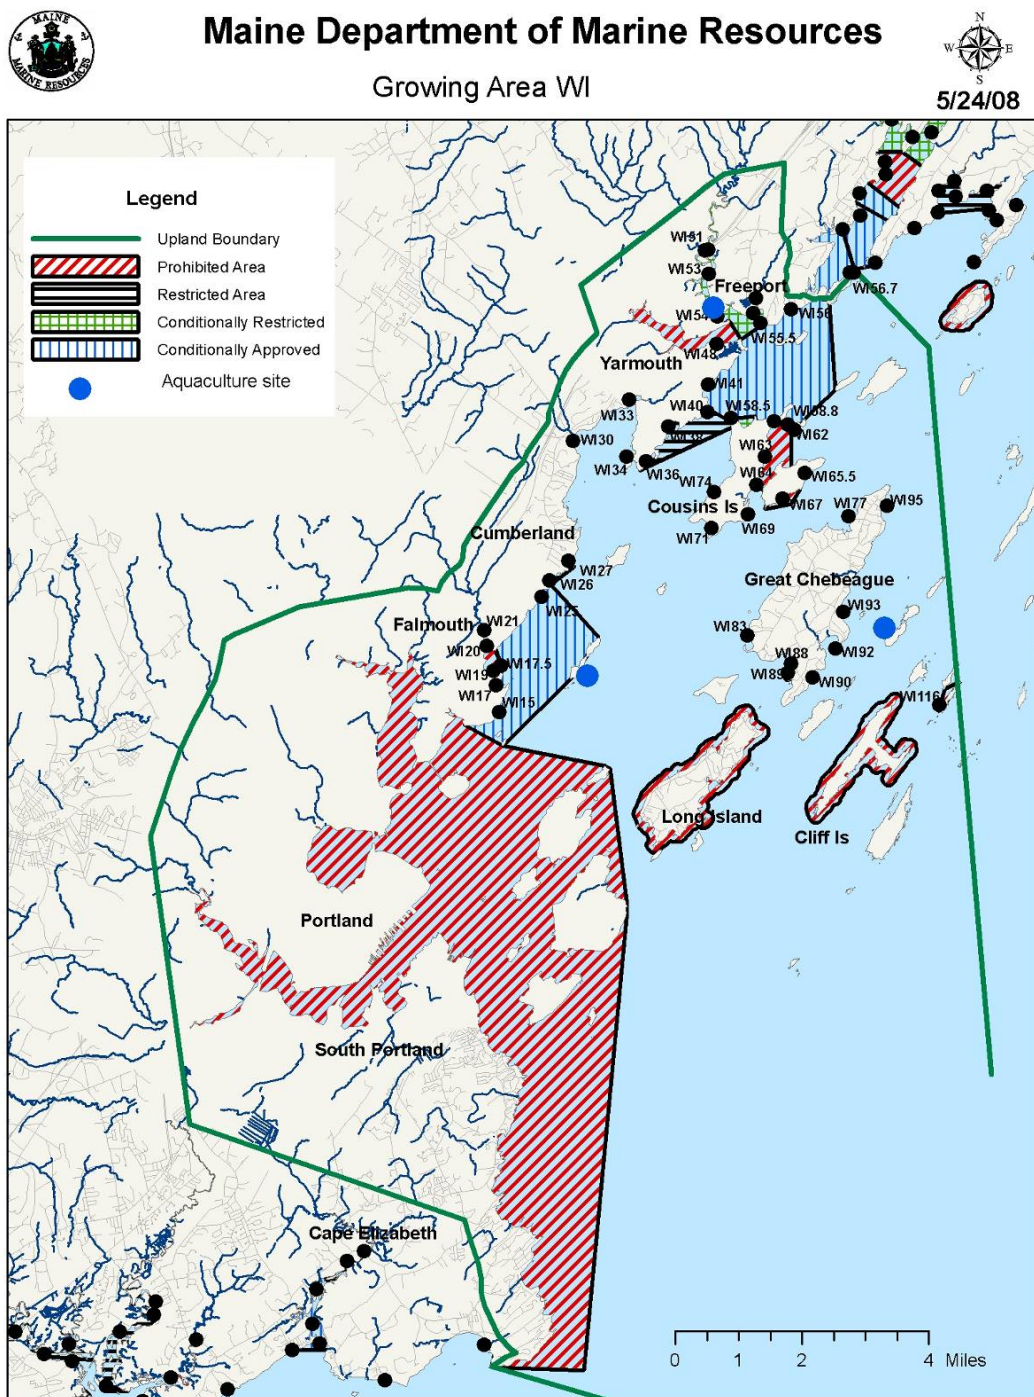 MAINE
MARINE RESOURCES
Maine Department of Marine Resources
Growing Area WI
N
W E
S
5/24/08
Legend
Upland Boundary
Prohibited Area
Restricted Area
Conditionally Restricted
Conditionally Approved
Aquaculture site
WI51
WI53
Freeport
WI56.7
WI54
WI56
WI55.5
WI48
Yarmouth
WI41
WI33
WI40
WI58.5
WI58.8
WI38
WI62
WI30
WI63
WI34
WI36
WI64
WI65.5
WI74
WI67
WI95
Cousins Is
WI77
WI69
WI71
Cumberland
WI27
WI26
Great Chebeague
WI25
WI93
Falmouth
WI21
WI83
WI20
WI17.5
WI88
WI92
WI19
WI89
WI90
WI17
WI116
WI15
Long Island
Cliff Is
Portland
South Portland
Cape Elizabeth
0 1 2 4 Miles